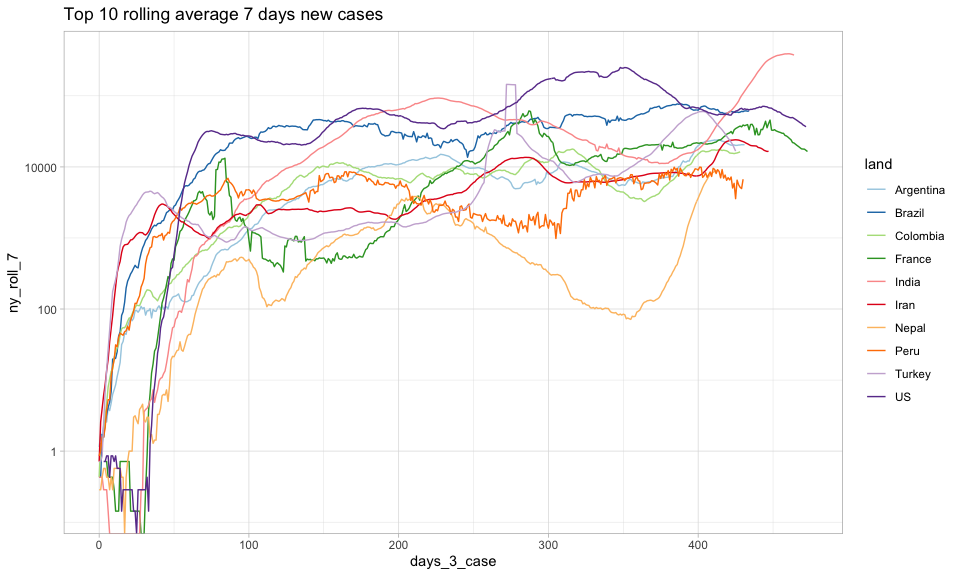 Top 10 rolling average 7 days new cases
ny_roll_7
10000
100
1
0
100
200
300
400
days_3_case
land
Argentina
Brazil
Colombia
France
India
Iran
Nepal
Peru
Turkey
US